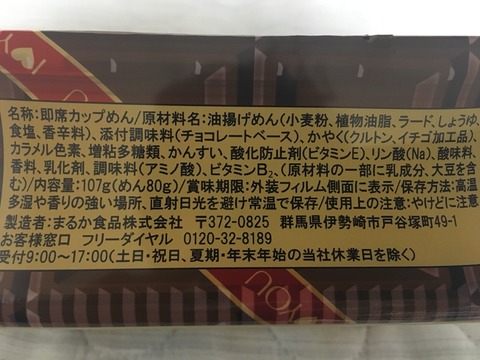 名称:即席カップめん/原材料名:油揚げめん(小麦粉、植物油脂、ラード、しょうゆ、
食塩、香辛料)、添付調味料(チョコレートベース)、かやく(クルトン、イチゴ加工品)、
カラメル色素、増粘多糖類、かんすい、酸化防止剤(ビタミンE)、リン酸(Na)、酸味料、
香料、乳化剤、調味料(アミノ酸)、ビタミンB₂、(原材料の一部に乳成分、大豆を含
む)/内容量:107g(めん80g)/賞味期限:外装フィルム側面に表示/保存方法:高温
多湿や香りの強い場所、直射日光を避け常温で保存/使用上の注意:やけどに注意
製造者:まるか食品株式会社 〒372-0825 群馬県伊勢崎市戸谷塚町49-1
お客様窓口 フリーダイヤル 0120-32-8189
受付9:00~17:00(土日・祝日、夏期・年末年始の当社休業日を除く)